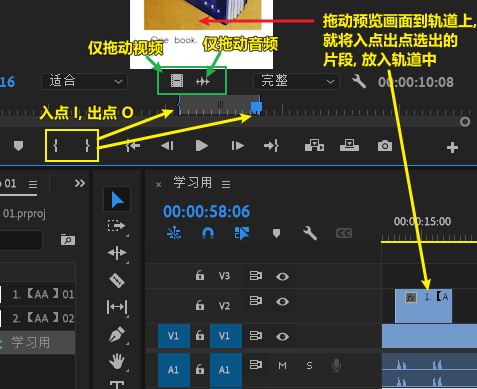 One book.
拖动预览画面到轨道上,
就将入点出点选出的
片段, 放入轨道中
仅拖动视频
仅拖动音频
16
适合
完整
00:00:10:08
入点 I, 出点 O
01
01.prproj
1.【AA 】01
2.【AA 】02
学习用
× 学习用
00:00:58:06
00:00:15:00
V3
V2
fx 1.【A
V1 V1
A1 A1 M S